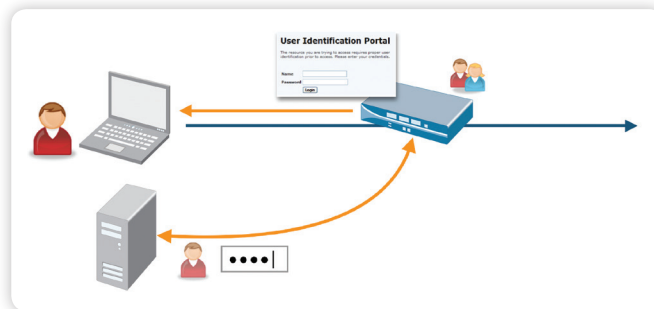 User Identification Portal
The resource you are trying to access required proper user
identification prior to access. Please enter your credentials.
Name
Password
Login